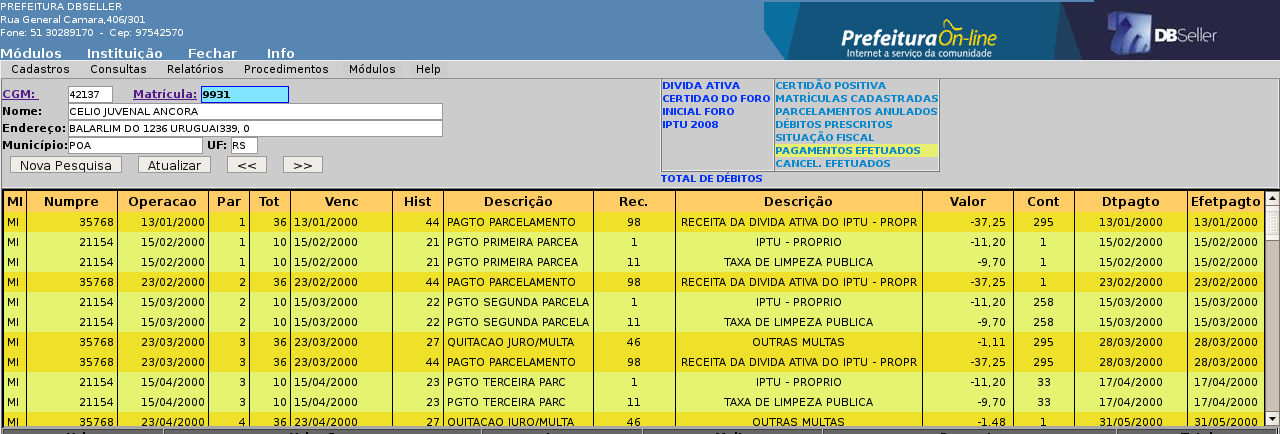 PREFEITURA DBSELLER
Rua General Camara,406/301
Fone: 51 30289170 - Cep: 97542570
Prefeitura On-line
Internet a serviço da comunidade
DBSeller
Módulos Instituição Fechar Info
Cadastros Consultas Relatórios Procedimentos Módulos Help
CGM: 42137 Matrícula: 9931
Nome: CELIO JUVENAL ANCORA
Endereço: BALARLIM DO 1236 URUGUAI339, 0
Município: POA UF: RS
Nova Pesquisa Atualizar << >>
DIVIDA ATIVA
CERTIDAO DO FORO
INICIAL FORO
IPTU 2008
CERTIDÃO POSITIVA
MATRÍCULAS CADASTRADAS
PARCELAMENTOS ANULADOS
DÉBITOS PRESCRITOS
SITUAÇÃO FISCAL
PAGAMENTOS EFETUADOS
CANCEL. EFETUADOS
TOTAL DE DÉBITOS
MI Numpre Operacao Par Tot Venc Hist Descrição Rec. Descrição Valor Cont Dtpagto Efetpagto
MI 35768 13/01/2000 1 36 13/01/2000 44 PAGTO PARCELAMENTO 98 RECEITA DA DIVIDA ATIVA DO IPTU - PROPR -37,25 295 13/01/2000 13/01/2000
MI 21154 15/02/2000 1 10 15/02/2000 21 PGTO PRIMEIRA PARCEA 1 IPTU - PROPRIO -11,20 1 15/02/2000 15/02/2000
MI 21154 15/02/2000 1 10 15/02/2000 21 PGTO PRIMEIRA PARCEA 11 TAXA DE LIMPEZA PUBLICA -9,70 1 15/02/2000 15/02/2000
MI 35768 23/02/2000 2 36 23/02/2000 44 PAGTO PARCELAMENTO 98 RECEITA DA DIVIDA ATIVA DO IPTU - PROPR -37,25 1 23/02/2000 23/02/2000
MI 21154 15/03/2000 2 10 15/03/2000 22 PGTO SEGUNDA PARCELA 1 IPTU - PROPRIO -11,20 258 15/03/2000 15/03/2000
MI 21154 15/03/2000 2 10 15/03/2000 22 PGTO SEGUNDA PARCELA 11 TAXA DE LIMPEZA PUBLICA -9,70 258 15/03/2000 15/03/2000
MI 35768 23/03/2000 3 36 23/03/2000 27 QUITACAO JURO/MULTA 46 OUTRAS MULTAS -1,11 295 28/03/2000 28/03/2000
MI 35768 23/03/2000 3 36 23/03/2000 44 PAGTO PARCELAMENTO 98 RECEITA DA DIVIDA ATIVA DO IPTU - PROPR -37,25 295 28/03/2000 28/03/2000
MI 21154 15/04/2000 3 10 15/04/2000 23 PGTO TERCEIRA PARC 1 IPTU - PROPRIO -11,20 33 17/04/2000 17/04/2000
MI 21154 15/04/2000 3 10 15/04/2000 23 PGTO TERCEIRA PARC 11 TAXA DE LIMPEZA PUBLICA -9,70 33 17/04/2000 17/04/2000
MI 35768 23/04/2000 4 36 23/04/2000 27 QUITACAO JURO/MULTA 46 OUTRAS MULTAS -1,48 1 31/05/2000 31/05/2000